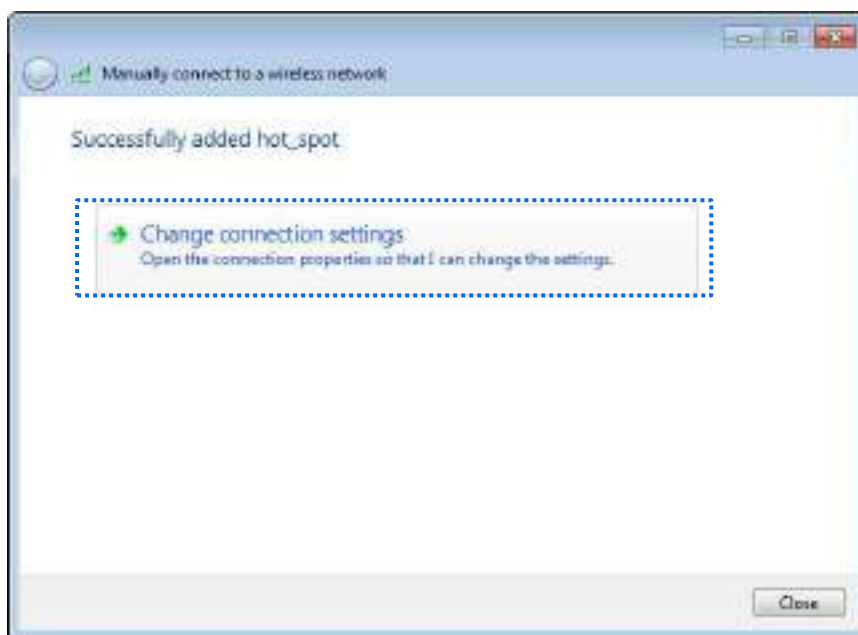 Manually connect to a wireless network
Successfully added hot_spot
Change connection settings
Open the connection properties so that I can change the settings.
Close